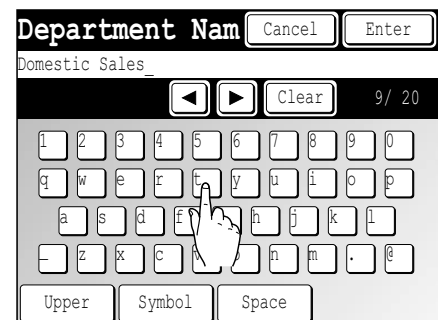 Department Nam Cancel Enter
Domestic Sales_
Clear 9/ 20
1 2 3 4 5 6 7 8 9 0
q w e r t y u i o p
a s d f h j k l
_ z x c n m . @
Upper Symbol Space